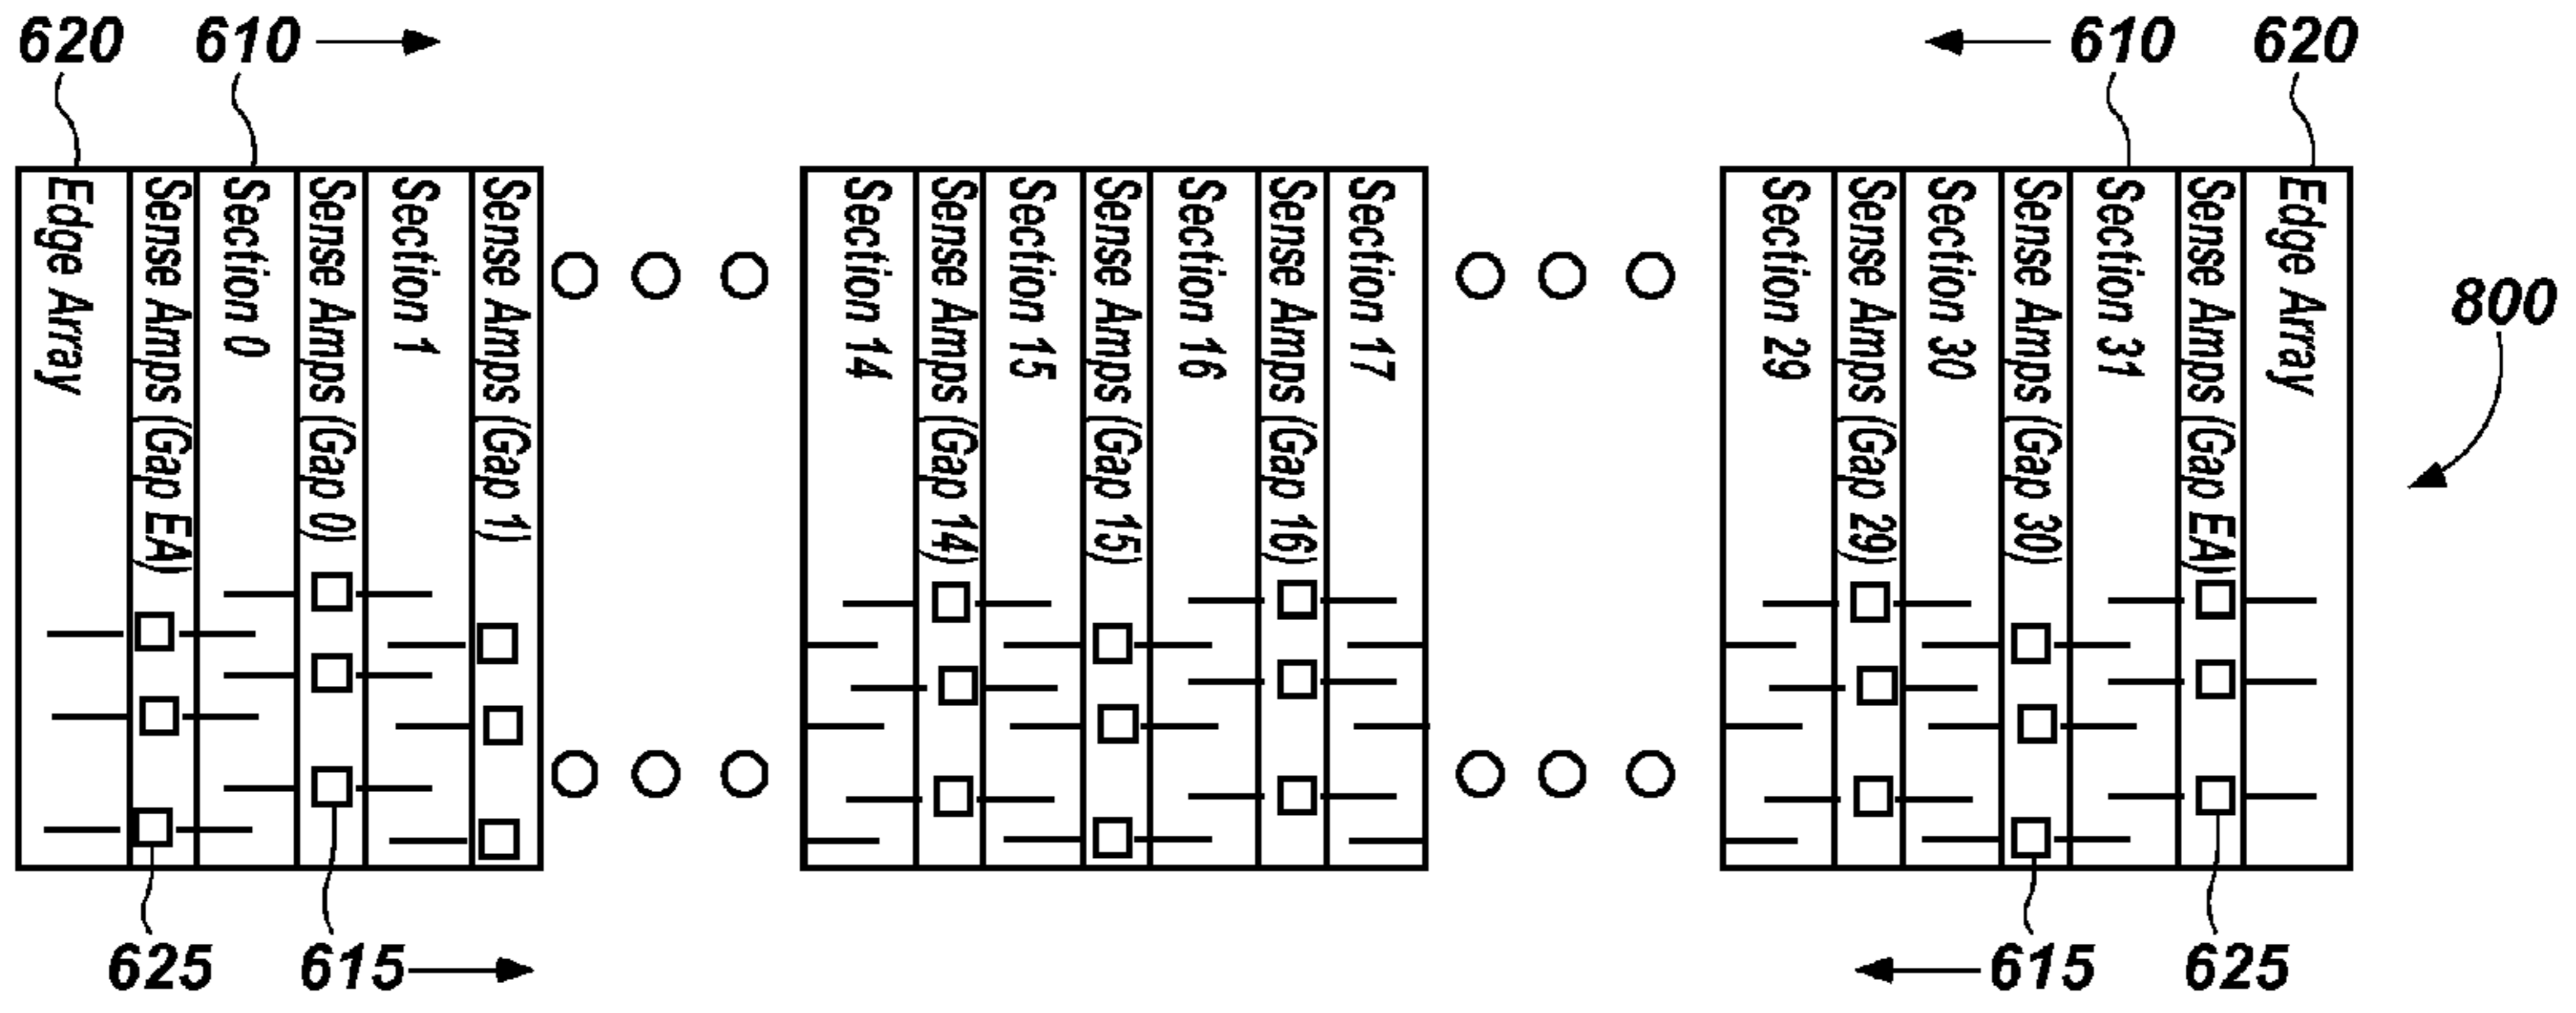 620 610 610 620
Edge Array
Sense Amps (Gap EA)
Section 0
Sense Amps (Gap 0)
Section 1
Sense Amps (Gap 1)
Section 14
Sense Amps (Gap 14)
Section 15
Sense Amps (Gap 15)
Section 16
Sense Amps (Gap 16)
Section 17
Section 29
Sense Amps (Gap 29)
Section 30
Sense Amps (Gap 30)
Section 31
Sense Amps (Gap EA)
Edge Array
800
625 615 615 625